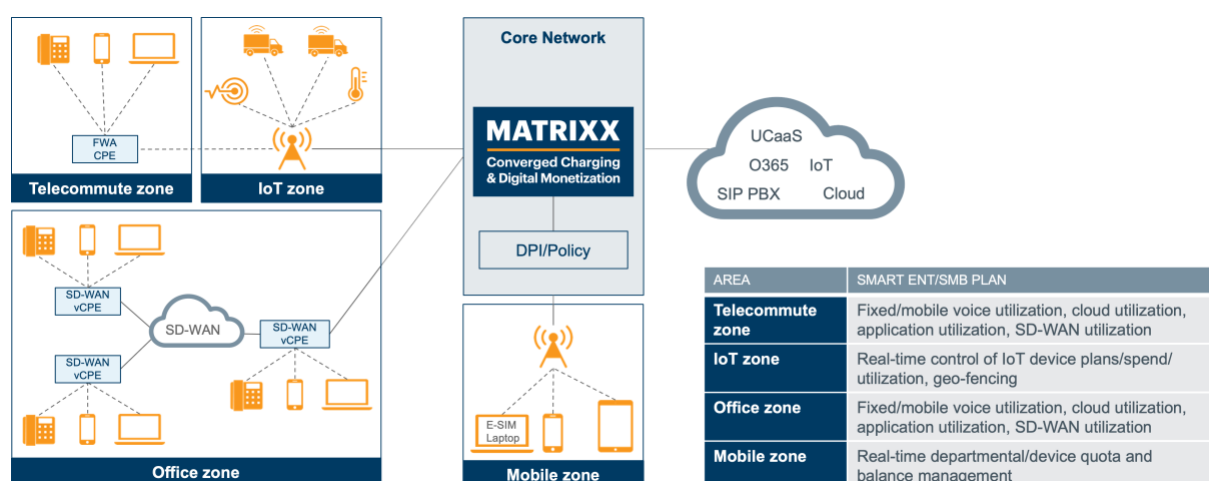 FWA
CPE
Telecommute zone
IoT zone
SD-WAN
vCPE
SD-WAN
SD-WAN
vCPE
SD-WAN
vCPE
Office zone
Core Network
MATRIXX
Converged Charging
& Digital Monetization
DPI/Policy
E-SIM
Laptop
Mobile zone
UCaaS
O365 IoT
SIP PBX Cloud
AREA SMART ENT/SMB PLAN
Telecommute zone Fixed/mobile voice utilization, cloud utilization,
application utilization, SD-WAN utilization
IoT zone Real-time control of IoT device plans/spend/
utilization, geo-fencing
Office zone Fixed/mobile voice utilization, cloud utilization,
application utilization, SD-WAN utilization
Mobile zone Real-time departmental/device quota and
balance management